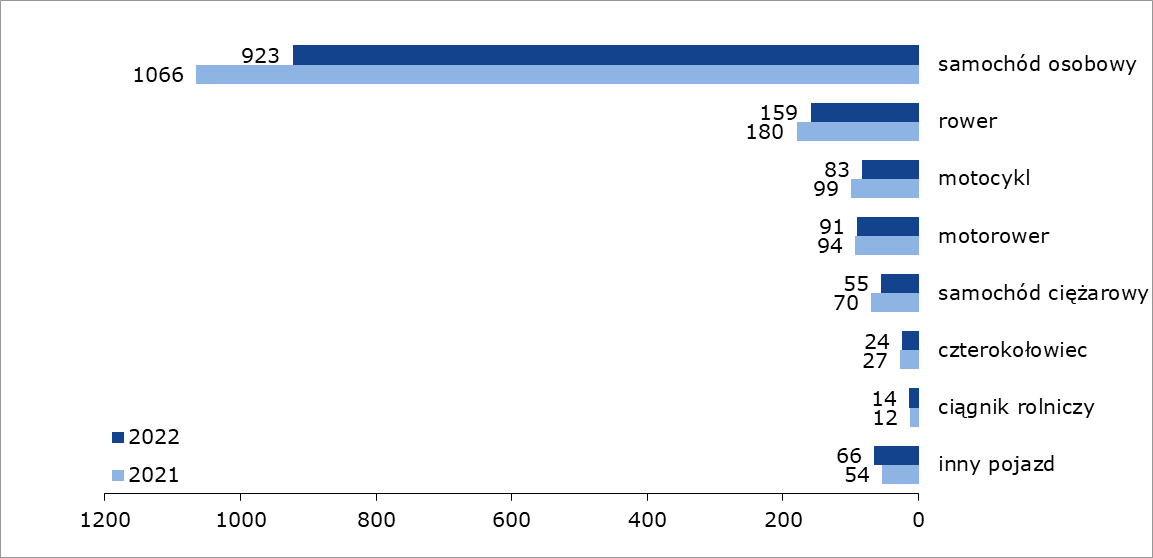 923
1066
samochód osobowy
159
180
rower
83
99
motocykl
91
94
motorower
55
70
samochód ciężarowy
24
27
czterokołowiec
14
12
ciągnik rolniczy
66
54
inny pojazd
2022
2021
1200 1000 800 600 400 200 0